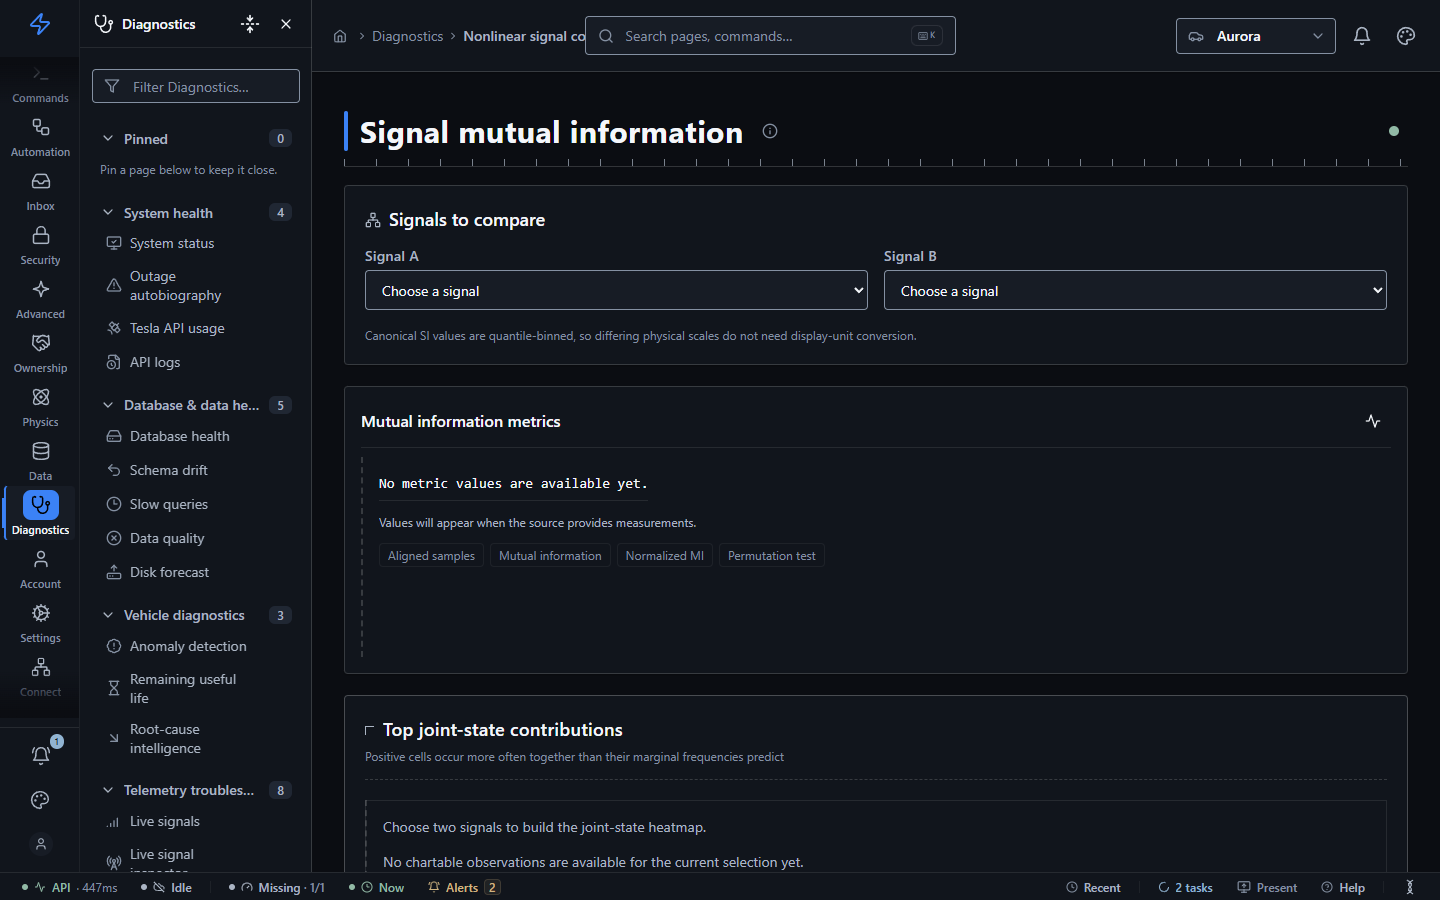 Diagnostics
Diagnostics
Nonlinear signal co
Search pages, commands...
K
Aurora
Commands
Automation
Inbox
Security
Advanced
Ownership
Physics
Data
Diagnostics
Account
Settings
Connect
1
Filter Diagnostics...
Pinned 0
Pin a page below to keep it close.
System health 4
System status
Outage
autobiography
Tesla API usage
API logs
Database & data he... 5
Database health
Schema drift
Slow queries
Data quality
Disk forecast
Vehicle diagnostics 3
Anomaly detection
Remaining useful
life
Root-cause
intelligence
Telemetry troubles... 8
Live signals
Live signal
inspector
Signal mutual information
Signals to compare
Signal A
Signal B
Choose a signal
Choose a signal
Canonical SI values are quantile-binned, so differing physical scales do not need display-unit conversion.
Mutual information metrics
No metric values are available yet.
Values will appear when the source provides measurements.
Aligned samples
Mutual information
Normalized MI
Permutation test
Top joint-state contributions
Positive cells occur more often together than their marginal frequencies predict
Choose two signals to build the joint-state heatmap.
No chartable observations are available for the current selection yet.
API · 447ms
Idle
Missing · 1/1
Now
Alerts 2
Recent
2 tasks
Present
Help